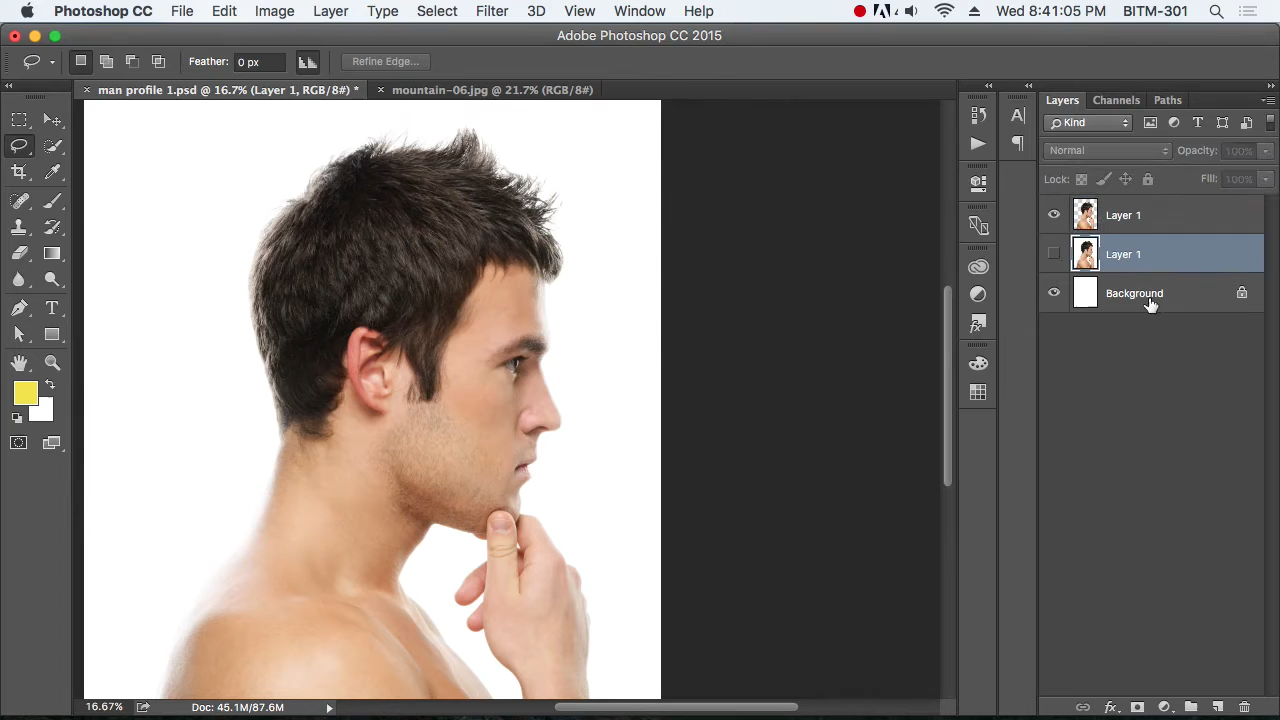 Photoshop CC File Edit Image Layer Type Select Filter 3D View Window Help 4 Wed 8:41:05 PM BITM-301
Adobe Photoshop CC 2015
Feather: 0 px Refine Edge...
× man profile 1.psd @ 16.7% (Layer 1, RGB/8#) * × mountain-06.jpg @ 21.7% (RGB/8#)
Layers Channels Paths
Kind
Normal Opacity: 100%
Lock: Fill: 100%
Layer 1
Layer 1
Background
16.67% Doc: 45.1M/87.6M